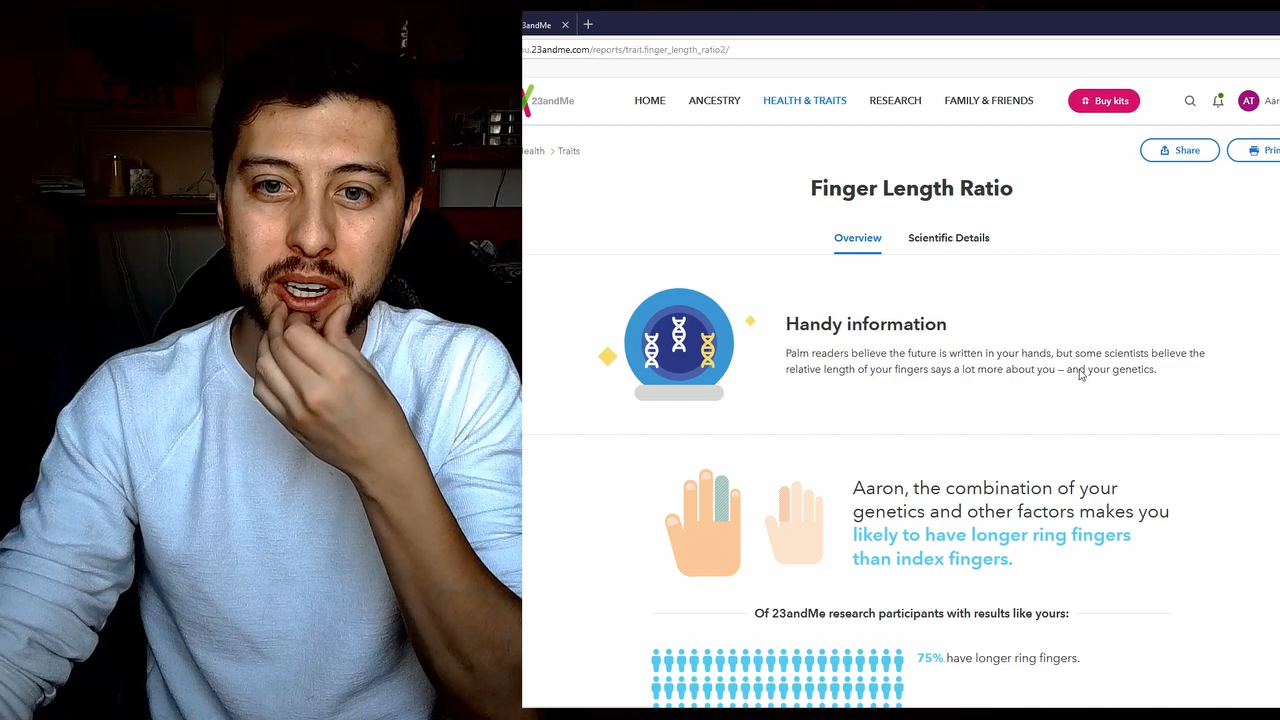 3andMe
u.23andme.com/reports/trait.finger_length_ratio2/
23andMe
HOME ANCESTRY HEALTH & TRAITS RESEARCH FAMILY & FRIENDS Buy kits AT Aar
ealth > Traits
Share Prin
Finger Length Ratio
Overview Scientific Details
Handy information
Palm readers believe the future is written in your hands, but some scientists believe the
relative length of your fingers says a lot more about you – and your genetics.
Aaron, the combination of your
genetics and other factors makes you
likely to have longer ring fingers
than index fingers.
Of 23andMe research participants with results like yours:
75% have longer ring fingers.